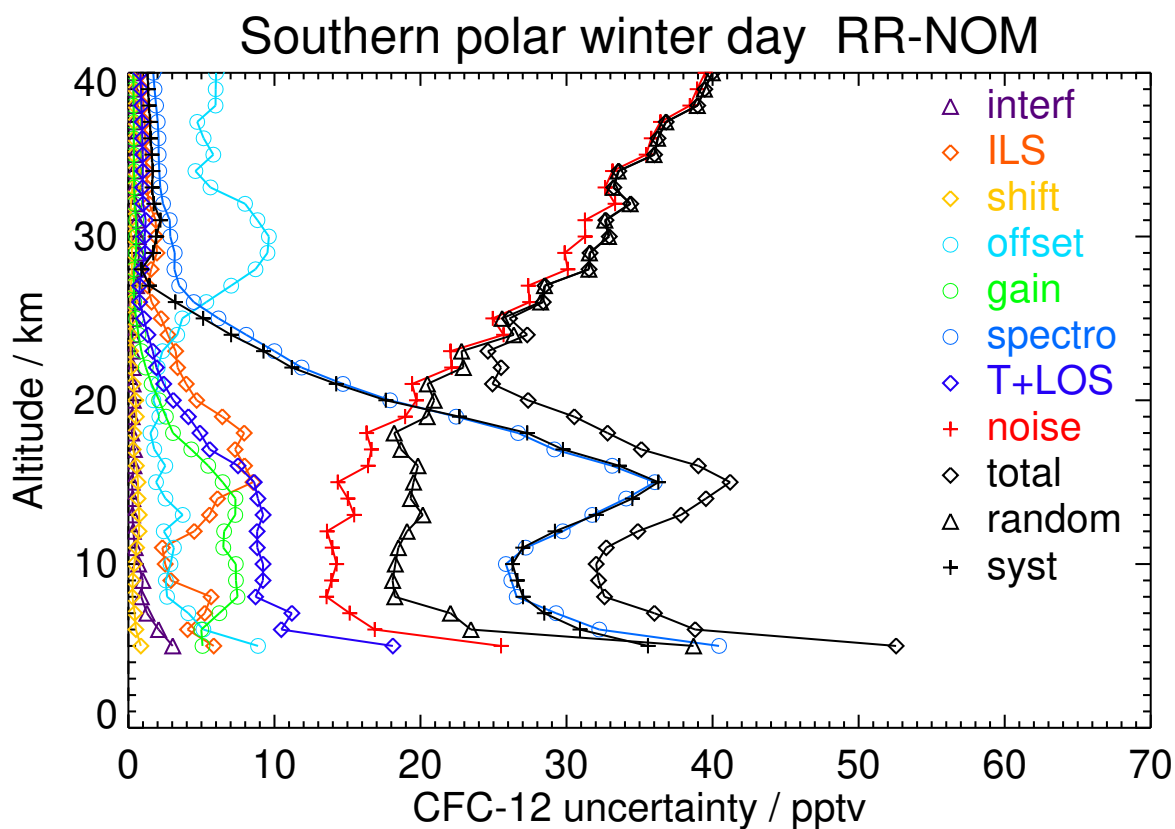 Southern polar winter day RR-NOM
40
30
20
10
0
Altitude / km
interf
ILS
shift
offset
gain
spectro
T+LOS
noise
total
random
syst
0 10 20 30 40 50 60 70
CFC-12 uncertainty / pptv